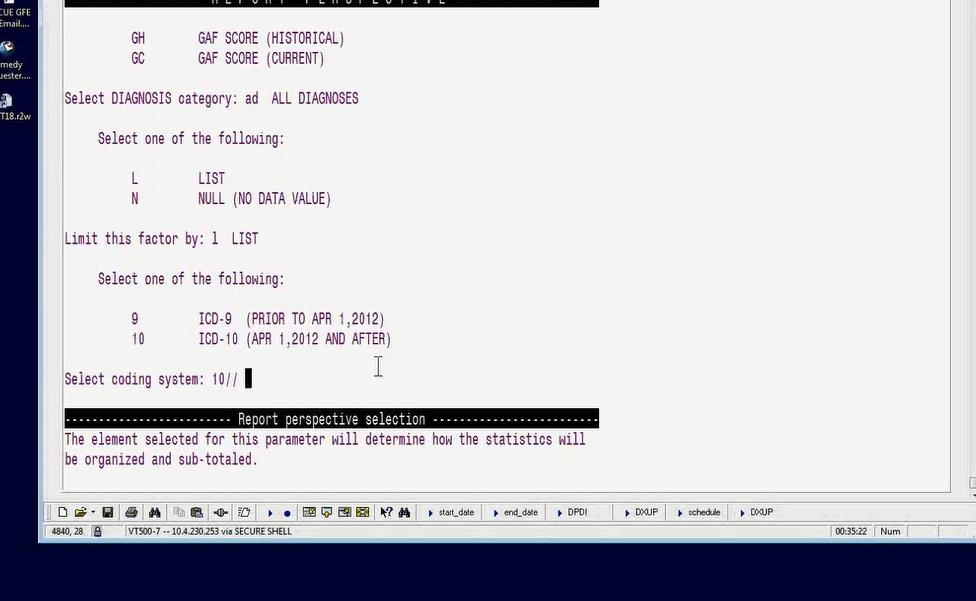 CUE GFE
Email....
medy
uester....
T18.r2w
REPORT PERSPECTIVE
GH GAF SCORE (HISTORICAL)
GC GAF SCORE (CURRENT)
Select DIAGNOSIS category: ad ALL DIAGNOSES
Select one of the following:
L LIST
N NULL (NO DATA VALUE)
Limit this factor by: l LIST
Select one of the following:
9 ICD-9 (PRIOR TO APR 1,2012)
10 ICD-10 (APR 1,2012 AND AFTER)
Select coding system: 10//
----------------------- Report perspective selection -----------------------
The element selected for this parameter will determine how the statistics will
be organized and sub-totaled.
start_date end_date DPDI DXUP schedule DXUP
4840, 28 VT500-7 -- 10.4.230.253 via SECURE SHELL 00:35:22 Num